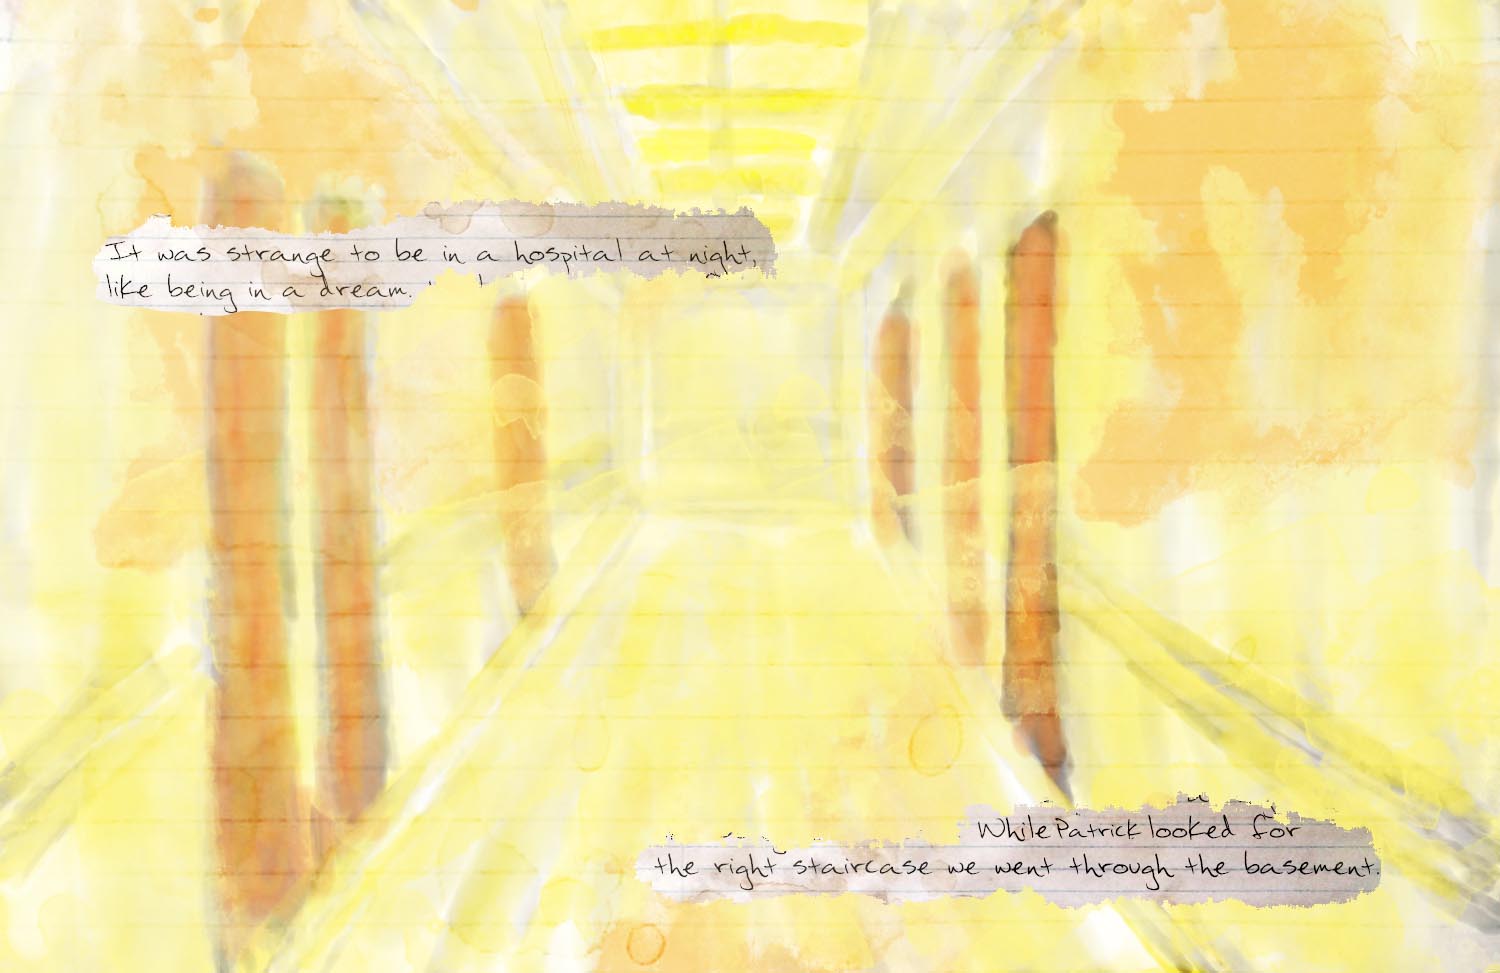 It was strange to be in a hospital at night,
like being in a dream.
While Patrick looked for
the right staircase we went through the basement.